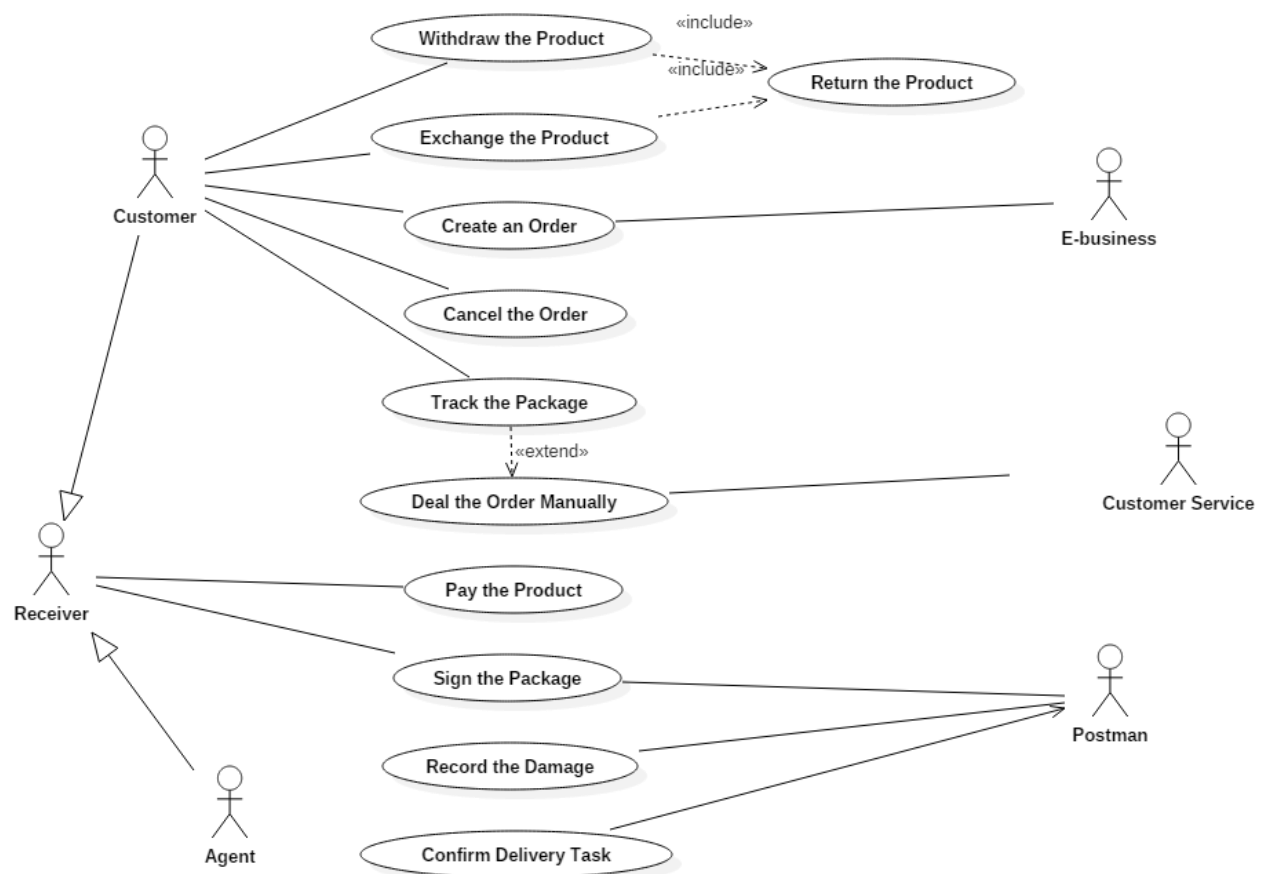 «include»
Withdraw the Product
«include»
Return the Product
Exchange the Product
Customer
Create an Order
E-business
Cancel the Order
Track the Package
«extend»
Deal the Order Manually
Customer Service
Pay the Product
Receiver
Sign the Package
Postman
Record the Damage
Agent
Confirm Delivery Task